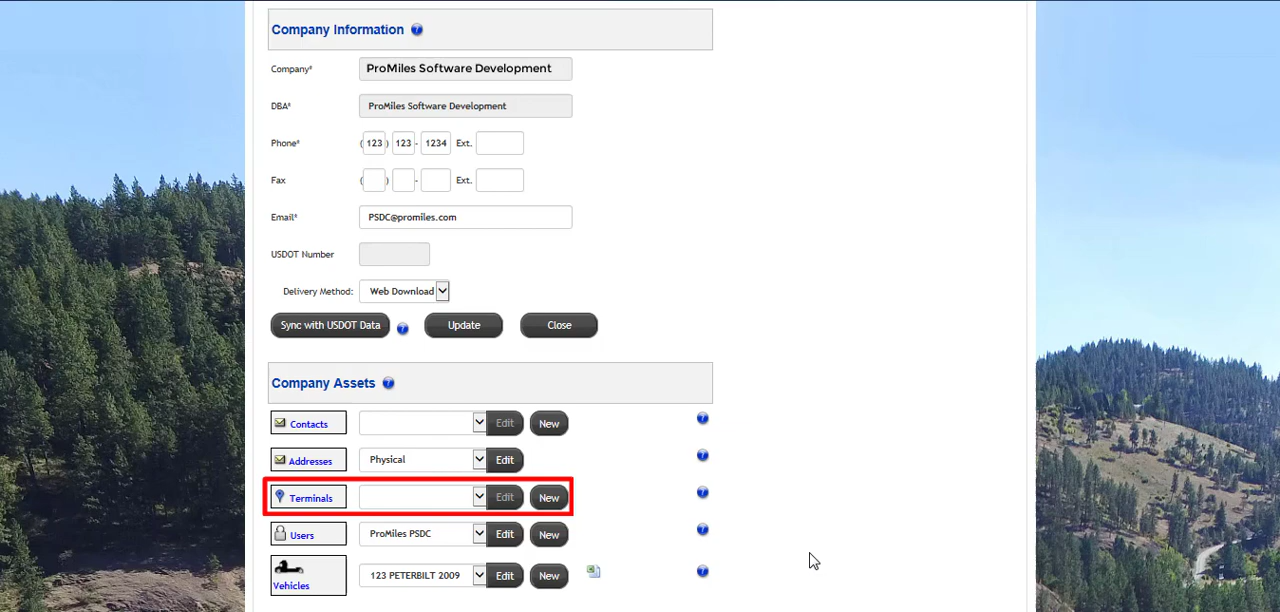 Company Information ?
Company* ProMiles Software Development
DBA* ProMiles Software Development
Phone* ( 123 ) 123 - 1234 Ext.
Fax ( ) - Ext.
Email* PSDC@promiles.com
USDOT Number
Delivery Method: Web Download
Sync with USDOT Data ? Update Close
Company Assets ?
Contacts Edit New ?
Addresses Physical Edit ?
Terminals Edit New ?
Users ProMiles PSDC Edit New ?
Vehicles 123 PETERBILT 2009 Edit New ?